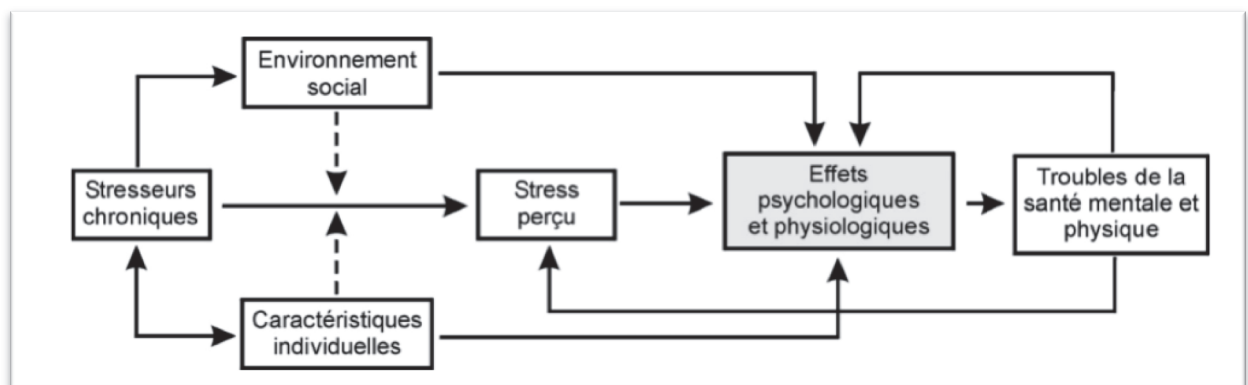 Environnement
social
Stresseurs
chroniques
Stress
perçu
Effets
psychologiques
et physiologiques
Troubles de la
santé mentale et
physique
Caractéristiques
individuelles